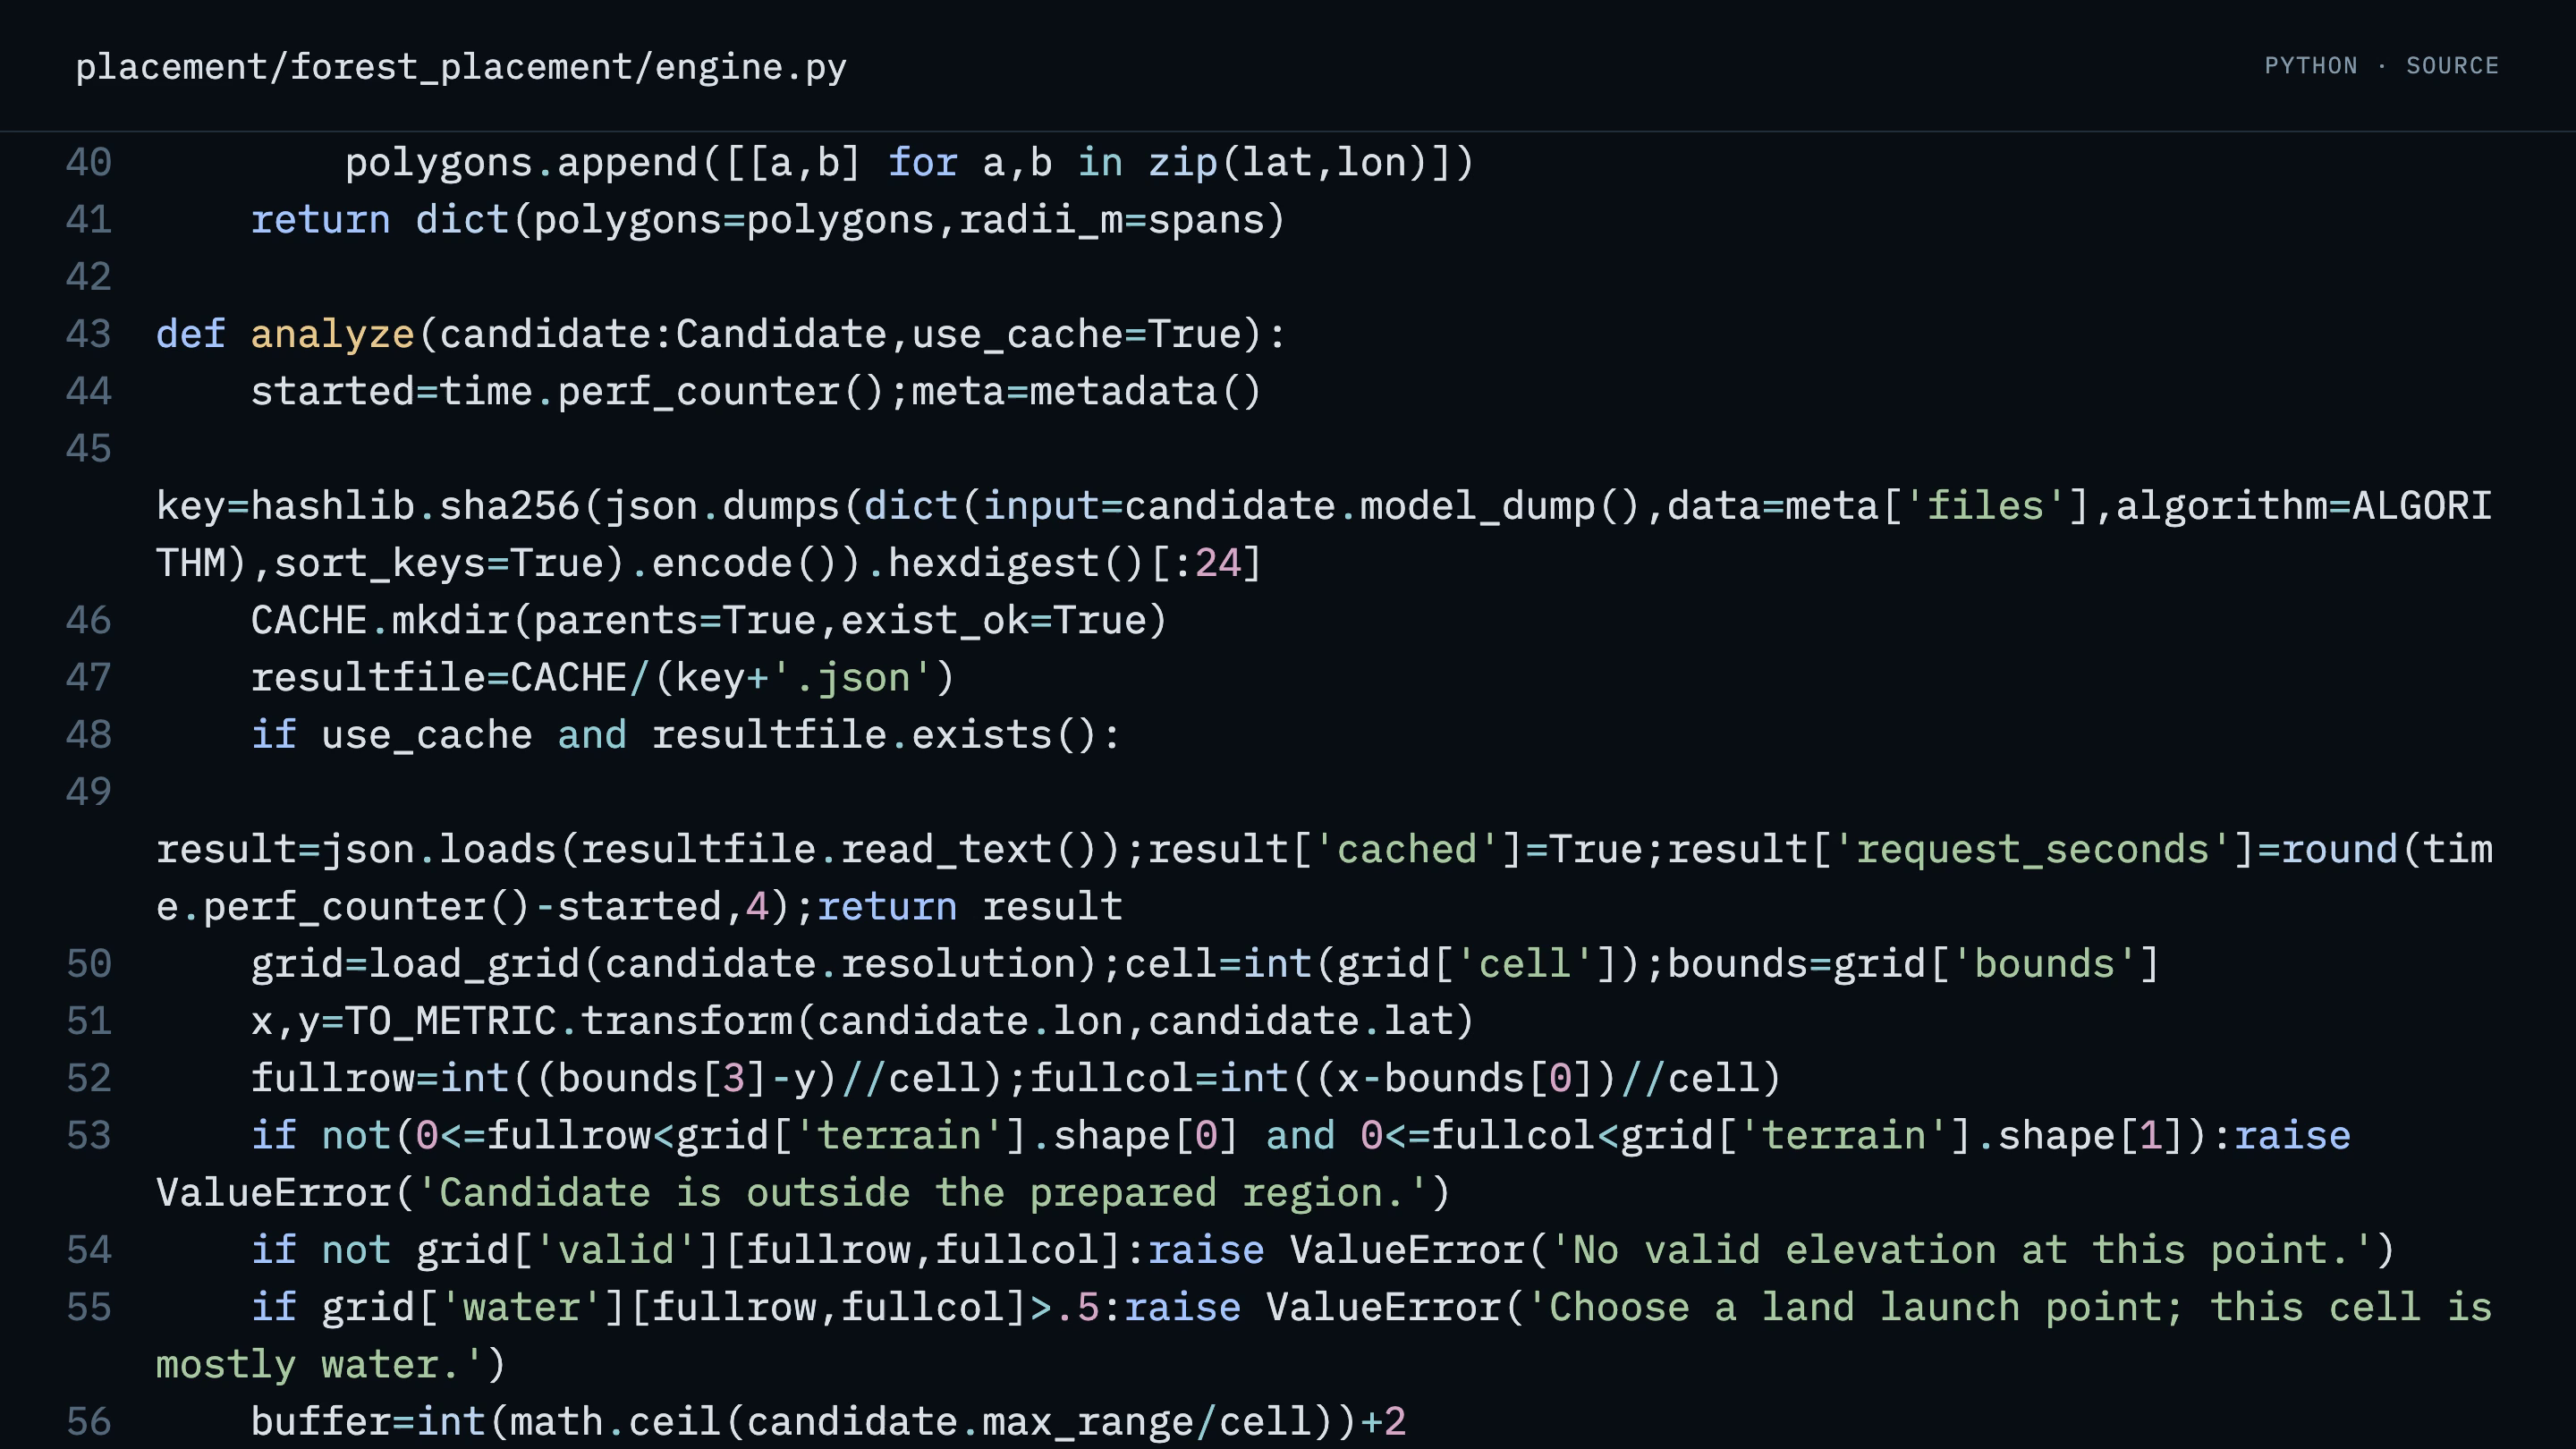 placement/forest_placement/engine.py
PYTHON · SOURCE
40         polygons.append([[a,b] for a,b in zip(lat,lon)])
41     return dict(polygons=polygons,radii_m=spans)
42
43 def analyze(candidate:Candidate,use_cache=True):
44     started=time.perf_counter();meta=metadata()
45
key=hashlib.sha256(json.dumps(dict(input=candidate.model_dump(),data=meta['files'],algorithm=ALGORI
THM),sort_keys=True).encode()).hexdigest()[:24]
46     CACHE.mkdir(parents=True,exist_ok=True)
47     resultfile=CACHE/(key+'.json')
48     if use_cache and resultfile.exists():
49
result=json.loads(resultfile.read_text());result['cached']=True;result['request_seconds']=round(tim
e.perf_counter()-started,4);return result
50     grid=load_grid(candidate.resolution);cell=int(grid['cell']);bounds=grid['bounds']
51     x,y=TO_METRIC.transform(candidate.lon,candidate.lat)
52     fullrow=int((bounds[3]-y)//cell);fullcol=int((x-bounds[0])//cell)
53     if not(0<=fullrow<grid['terrain'].shape[0] and 0<=fullcol<grid['terrain'].shape[1]):raise
ValueError('Candidate is outside the prepared region.')
54     if not grid['valid'][fullrow,fullcol]:raise ValueError('No valid elevation at this point.')
55     if grid['water'][fullrow,fullcol]>.5:raise ValueError('Choose a land launch point; this cell is
mostly water.')
56     buffer=int(math.ceil(candidate.max_range/cell))+2